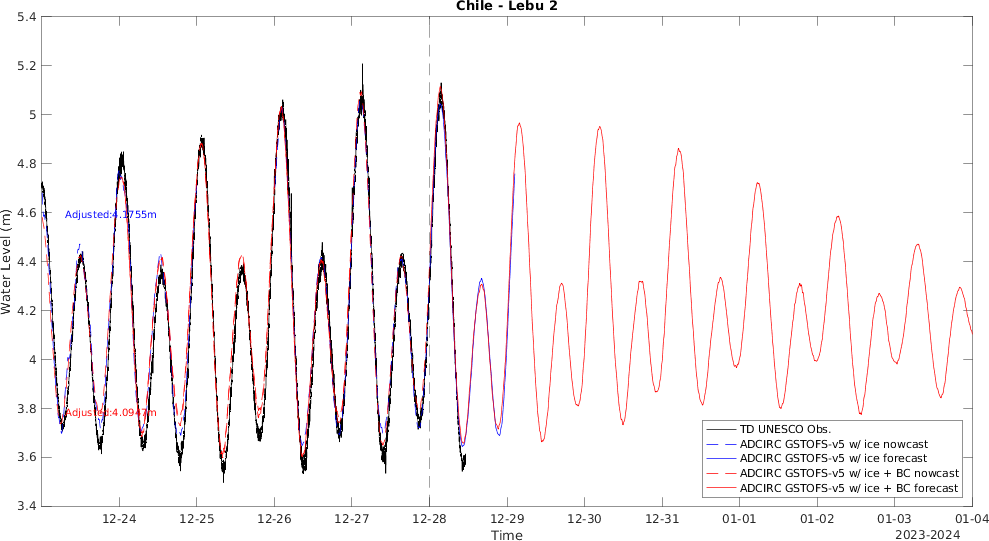 Chile - Lebu 2
5.4
5.2
5
4.8
4.6
4.4
4.2
4
3.8
3.6
3.4
Water Level (m)
Adjusted:4.1755m
Adjusted:4.0947m
TD UNESCO Obs.
ADCIRC GSTOFS-v5 w/ ice nowcast
ADCIRC GSTOFS-v5 w/ ice forecast
ADCIRC GSTOFS-v5 w/ ice + BC nowcast
ADCIRC GSTOFS-v5 w/ ice + BC forecast
12-24 12-25 12-26 12-27 12-28 12-29 12-30 12-31 01-01 01-02 01-03 01-04
Time
2023-2024